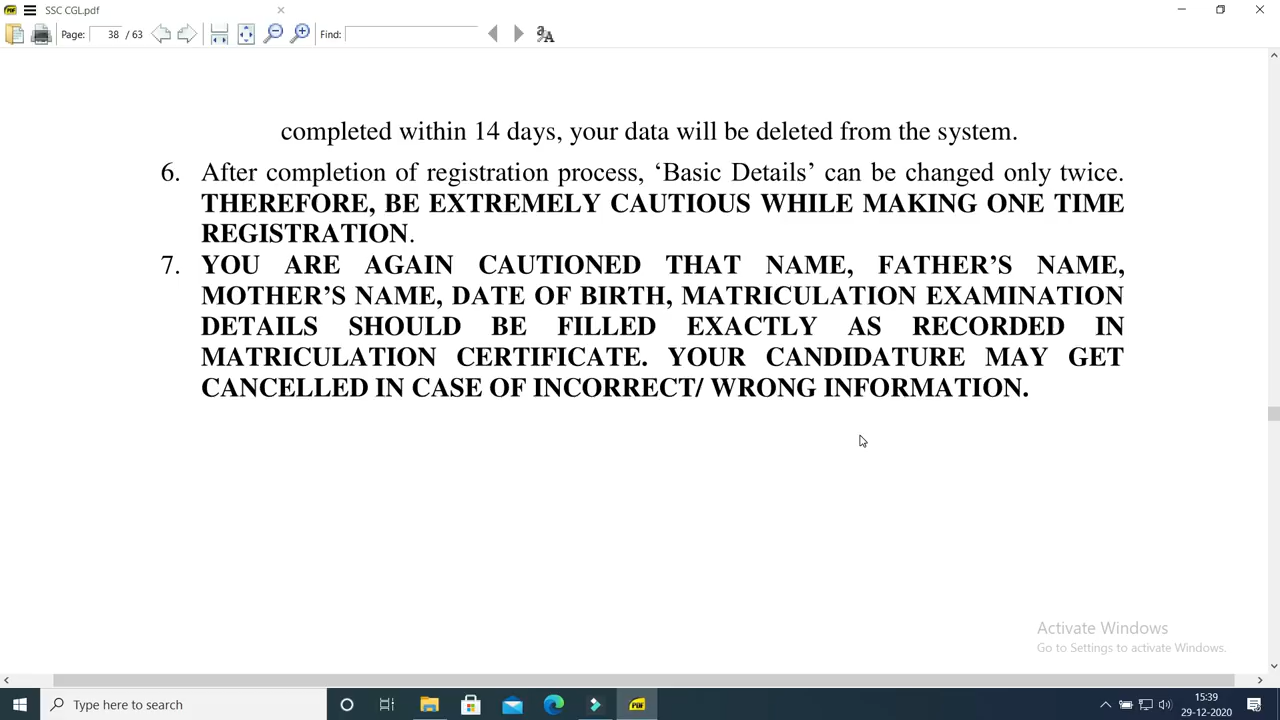 SSC CGL.pdf
Page: 38 / 63 Find:
completed within 14 days, your data will be deleted from the system.
6. After completion of registration process, ‘Basic Details’ can be changed only twice.
THEREFORE, BE EXTREMELY CAUTIOUS WHILE MAKING ONE TIME
REGISTRATION.
7. YOU ARE AGAIN CAUTIONED THAT NAME, FATHER’S NAME,
MOTHER’S NAME, DATE OF BIRTH, MATRICULATION EXAMINATION
DETAILS SHOULD BE FILLED EXACTLY AS RECORDED IN
MATRICULATION CERTIFICATE. YOUR CANDIDATURE MAY GET
CANCELLED IN CASE OF INCORRECT/ WRONG INFORMATION.
Activate Windows
Go to Settings to activate Windows.
Type here to search
15:39
29-12-2020